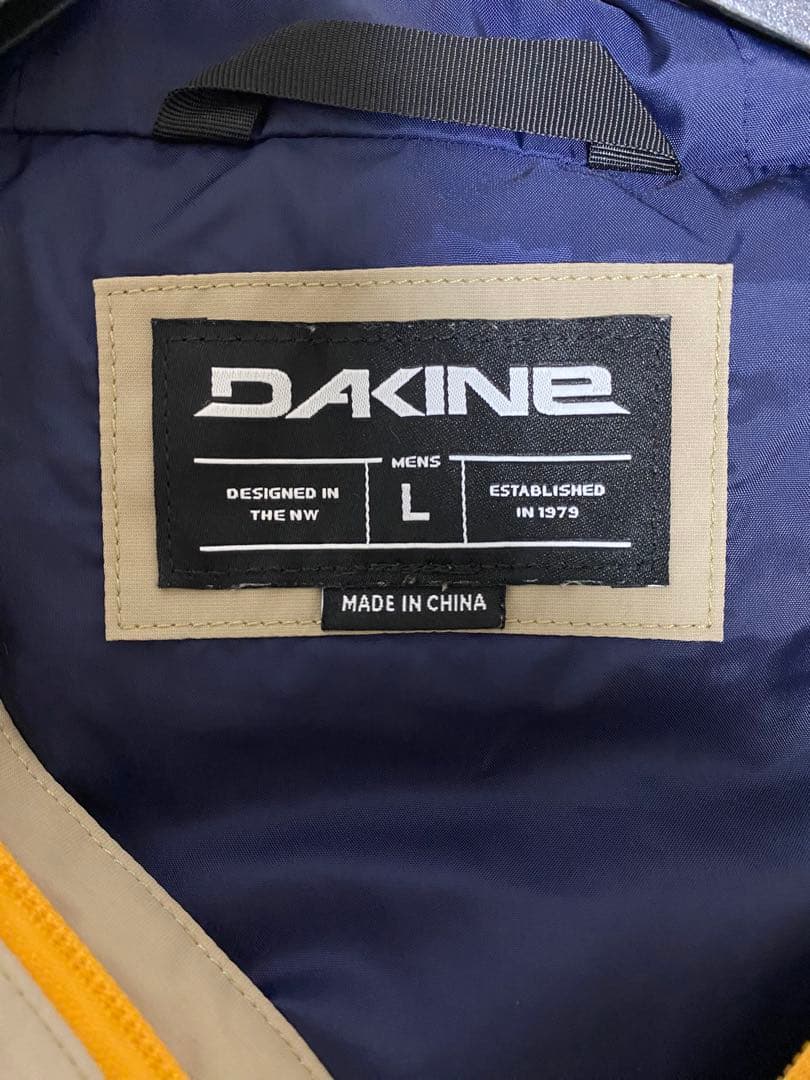 DAKINE
MENS
DESIGNED IN
THE NW
L
ESTABLISHED
IN 1979
MADE IN CHINA